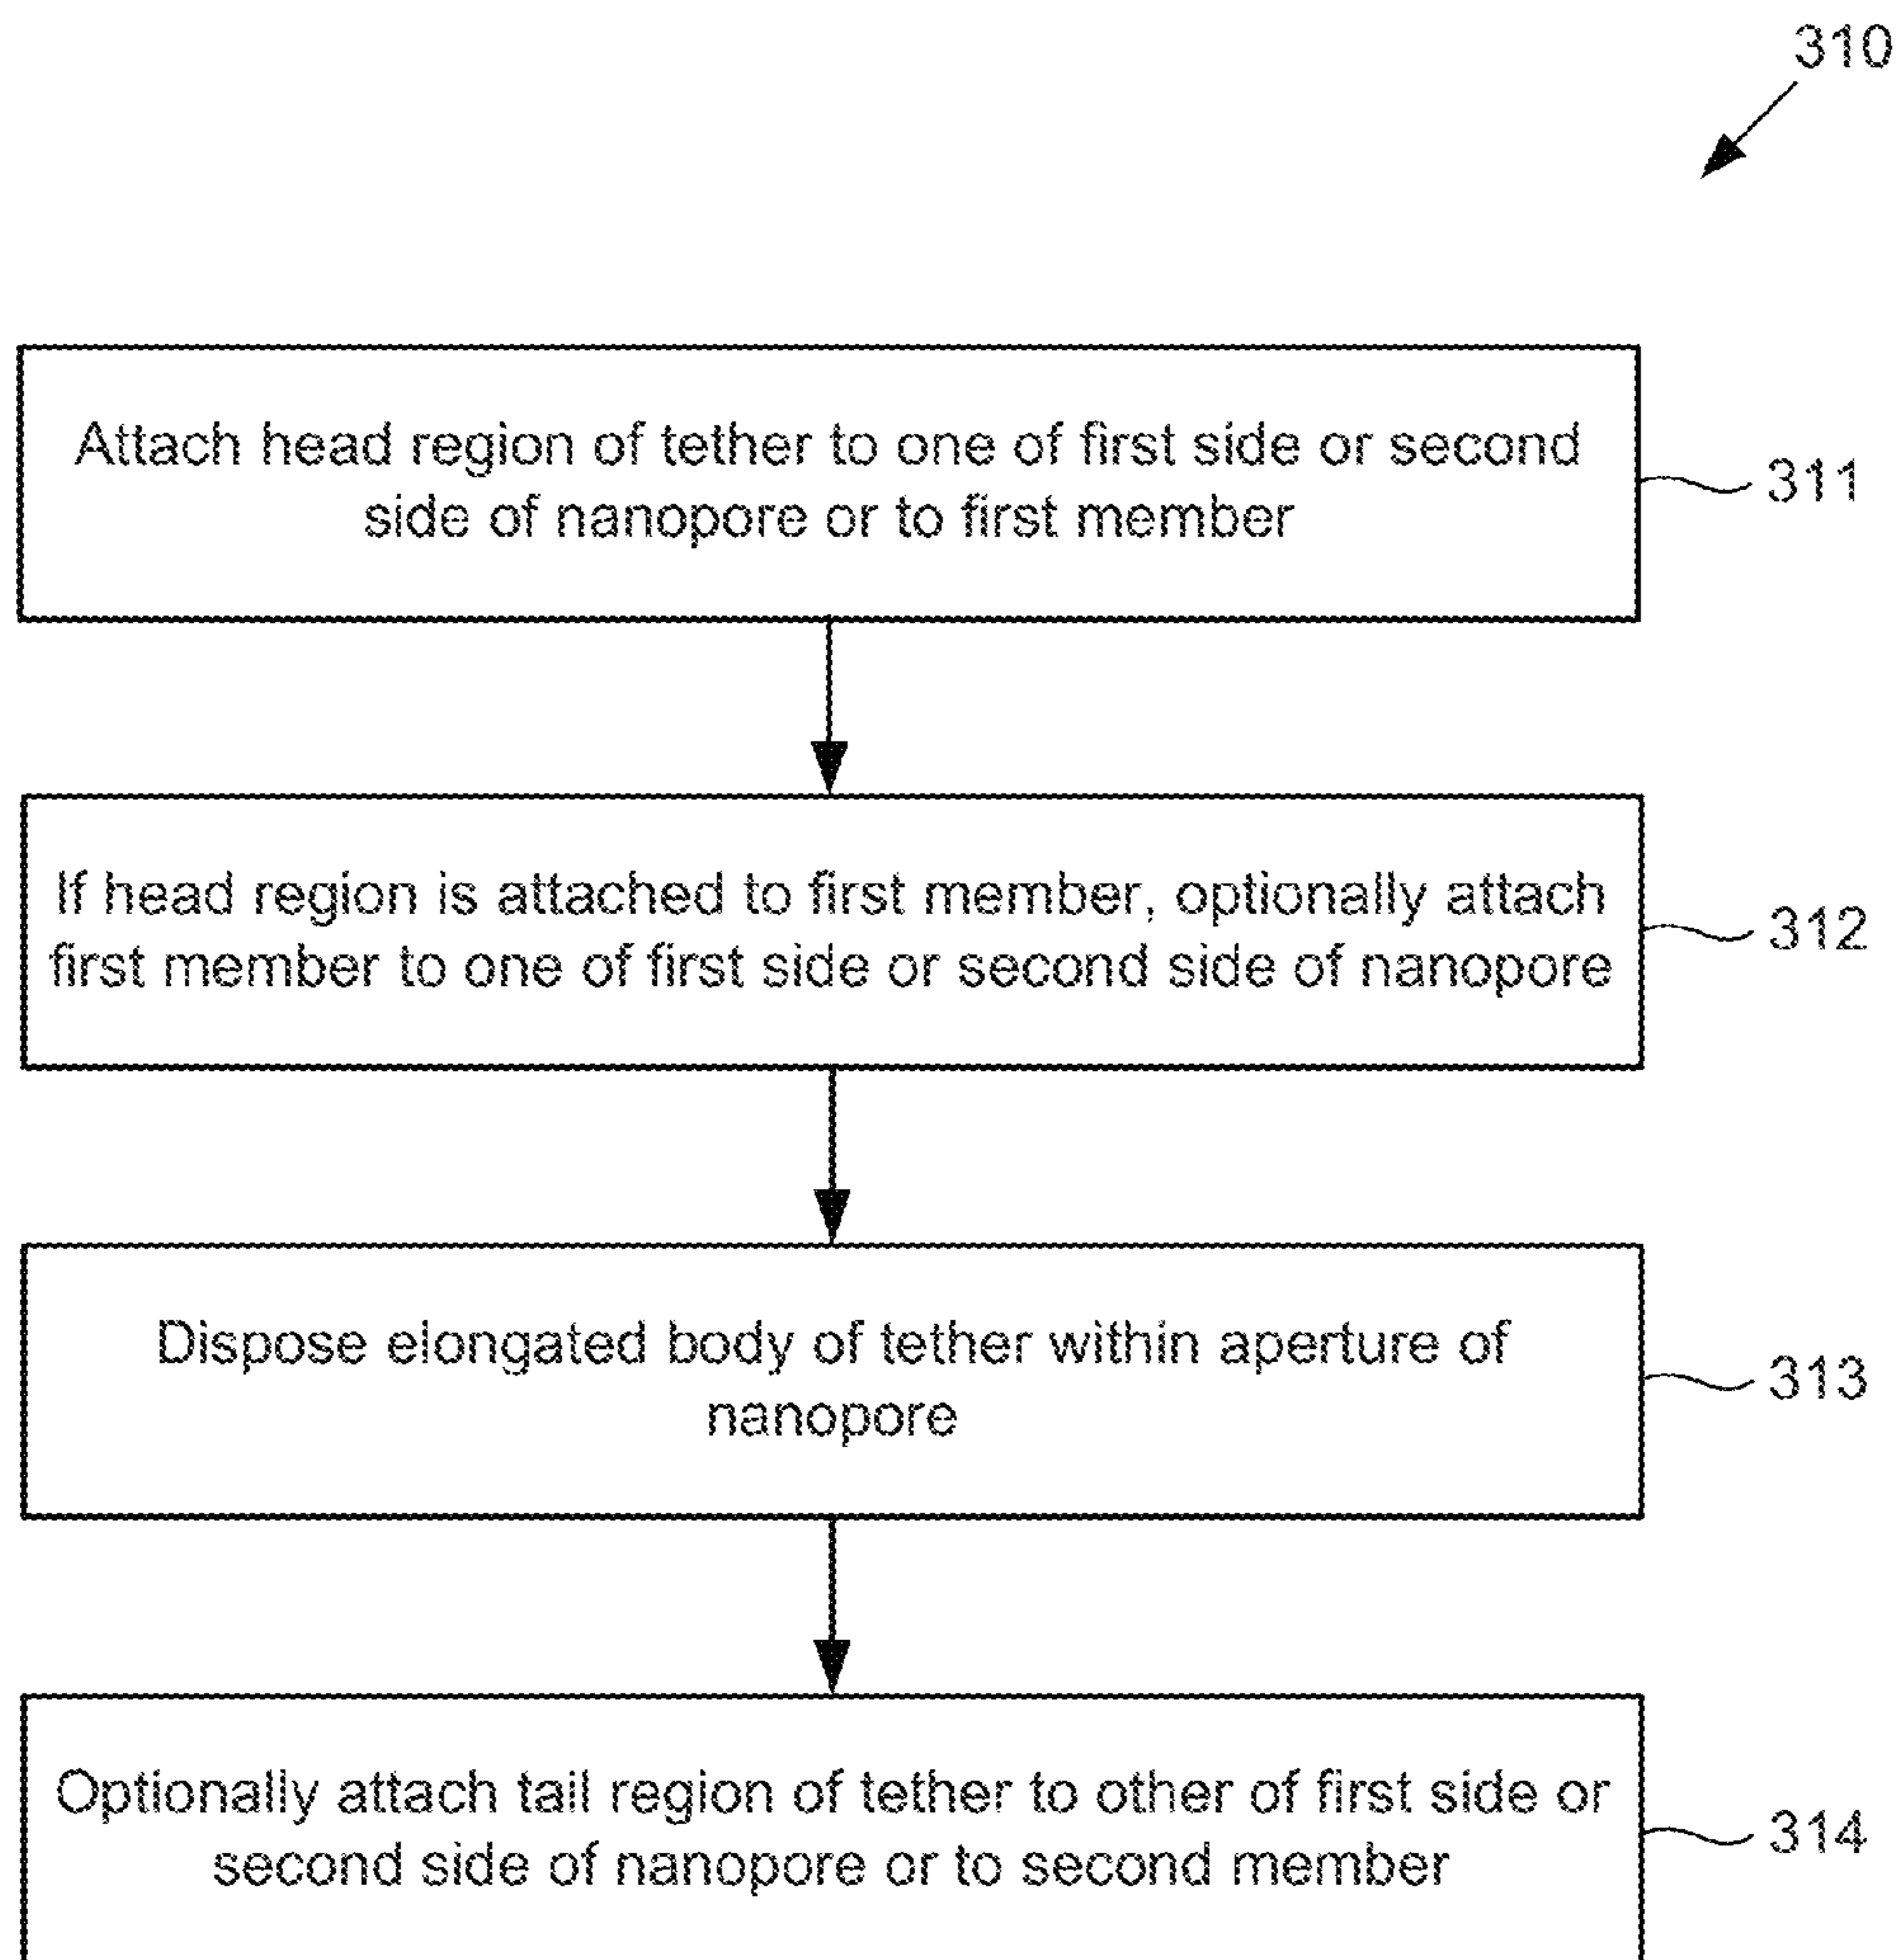 310
Attach head region of tether to one of first side or second
side of nanopore or to first member
311
If head region is attached to first member, optionally attach
first member to one of first side or second side of nanopore
312
Dispose elongated body of tether within aperture of
nanopore
313
Optionally attach tail region of tether to other of first side or
second side of nanopore or to second member
314